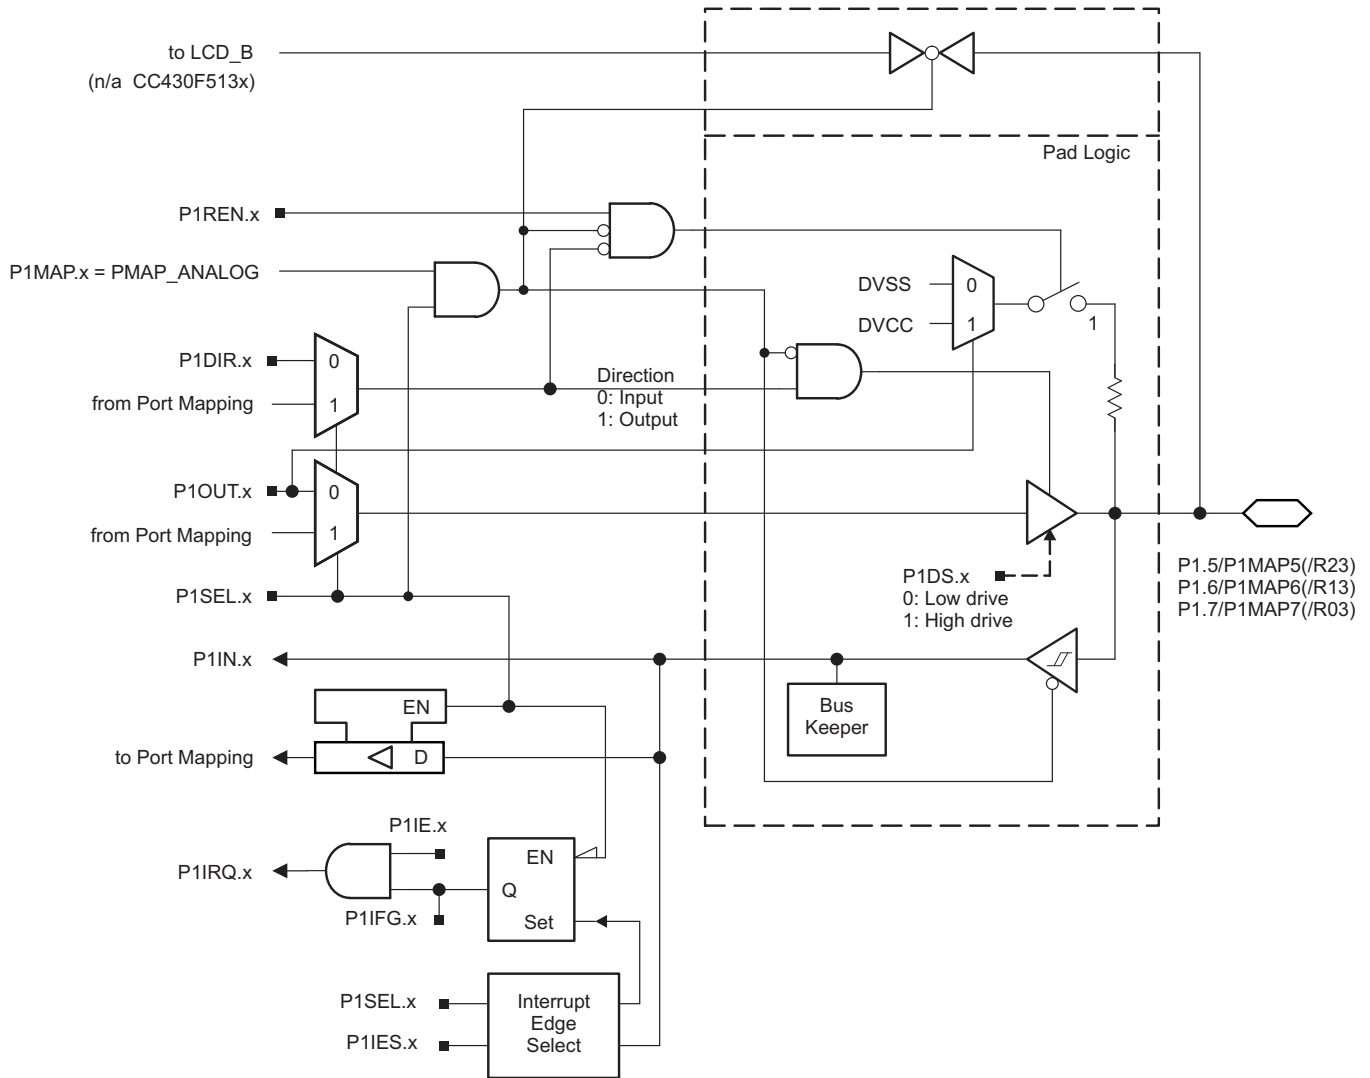 to LCD_B
(n/a CC430F513x)
Pad Logic
P1REN.x
P1MAP.x = PMAP_ANALOG
DVSS
0
DVCC
1
1
P1DIR.x
0
from Port Mapping
1
Direction
0: Input
1: Output
P1OUT.x
0
from Port Mapping
1
P1SEL.x
P1DS.x
0: Low drive
1: High drive
P1.5/P1MAP5(/R23)
P1.6/P1MAP6(/R13)
P1.7/P1MAP7(/R03)
P1IN.x
EN
Bus
Keeper
to Port Mapping
D
P1IE.x
P1IRQ.x
EN
Q
P1IFG.x
Set
P1SEL.x
P1IES.x
Interrupt
Edge
Select